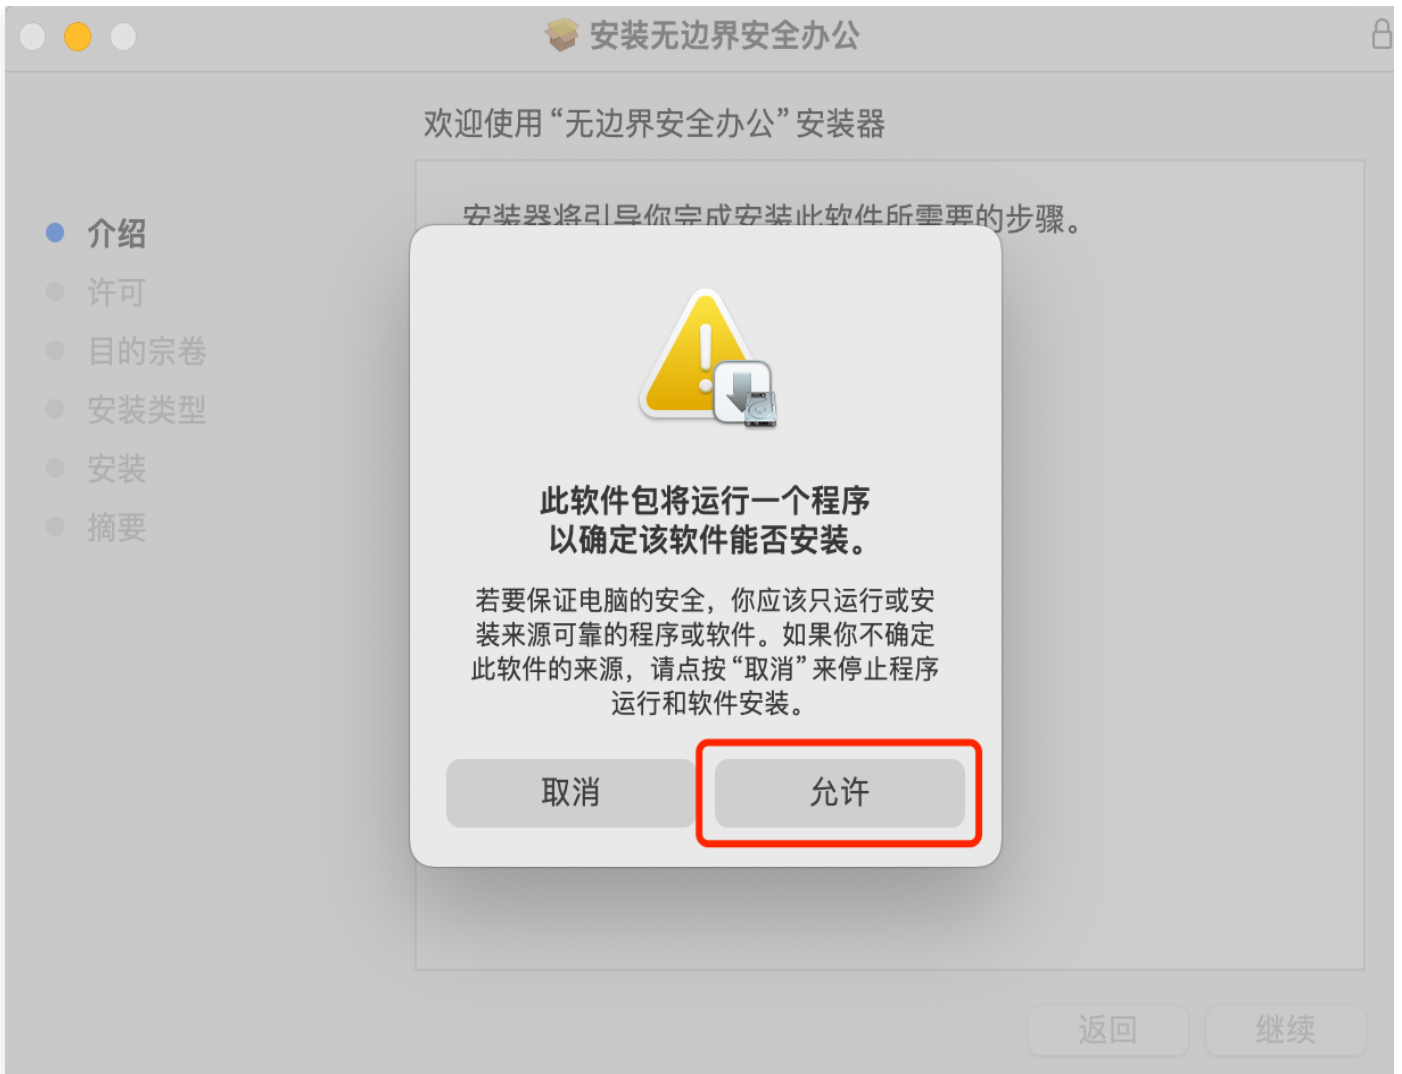 安装无边界安全办公
欢迎使用“无边界安全办公”安装器
安装器将引导你完成安装此软件所需要的步骤。
介绍
许可
目的宗卷
安装类型
安装
摘要
此软件包将运行一个程序
以确定该软件能否安装。
若要保证电脑的安全，你应该只运行或安
装来源可靠的程序或软件。如果你不确定
此软件的来源，请点按“取消”来停止程序
运行和软件安装。
取消
允许
返回
继续